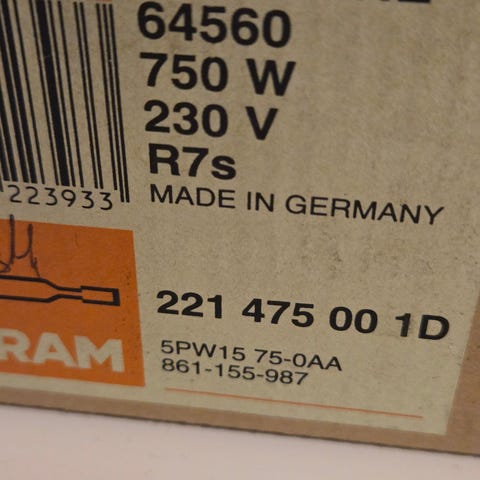 64560
750 W
230 V
R7s
223933
MADE IN GERMANY
221 475 00 1D
RAM
5PW15 75-0AA
861-155-987